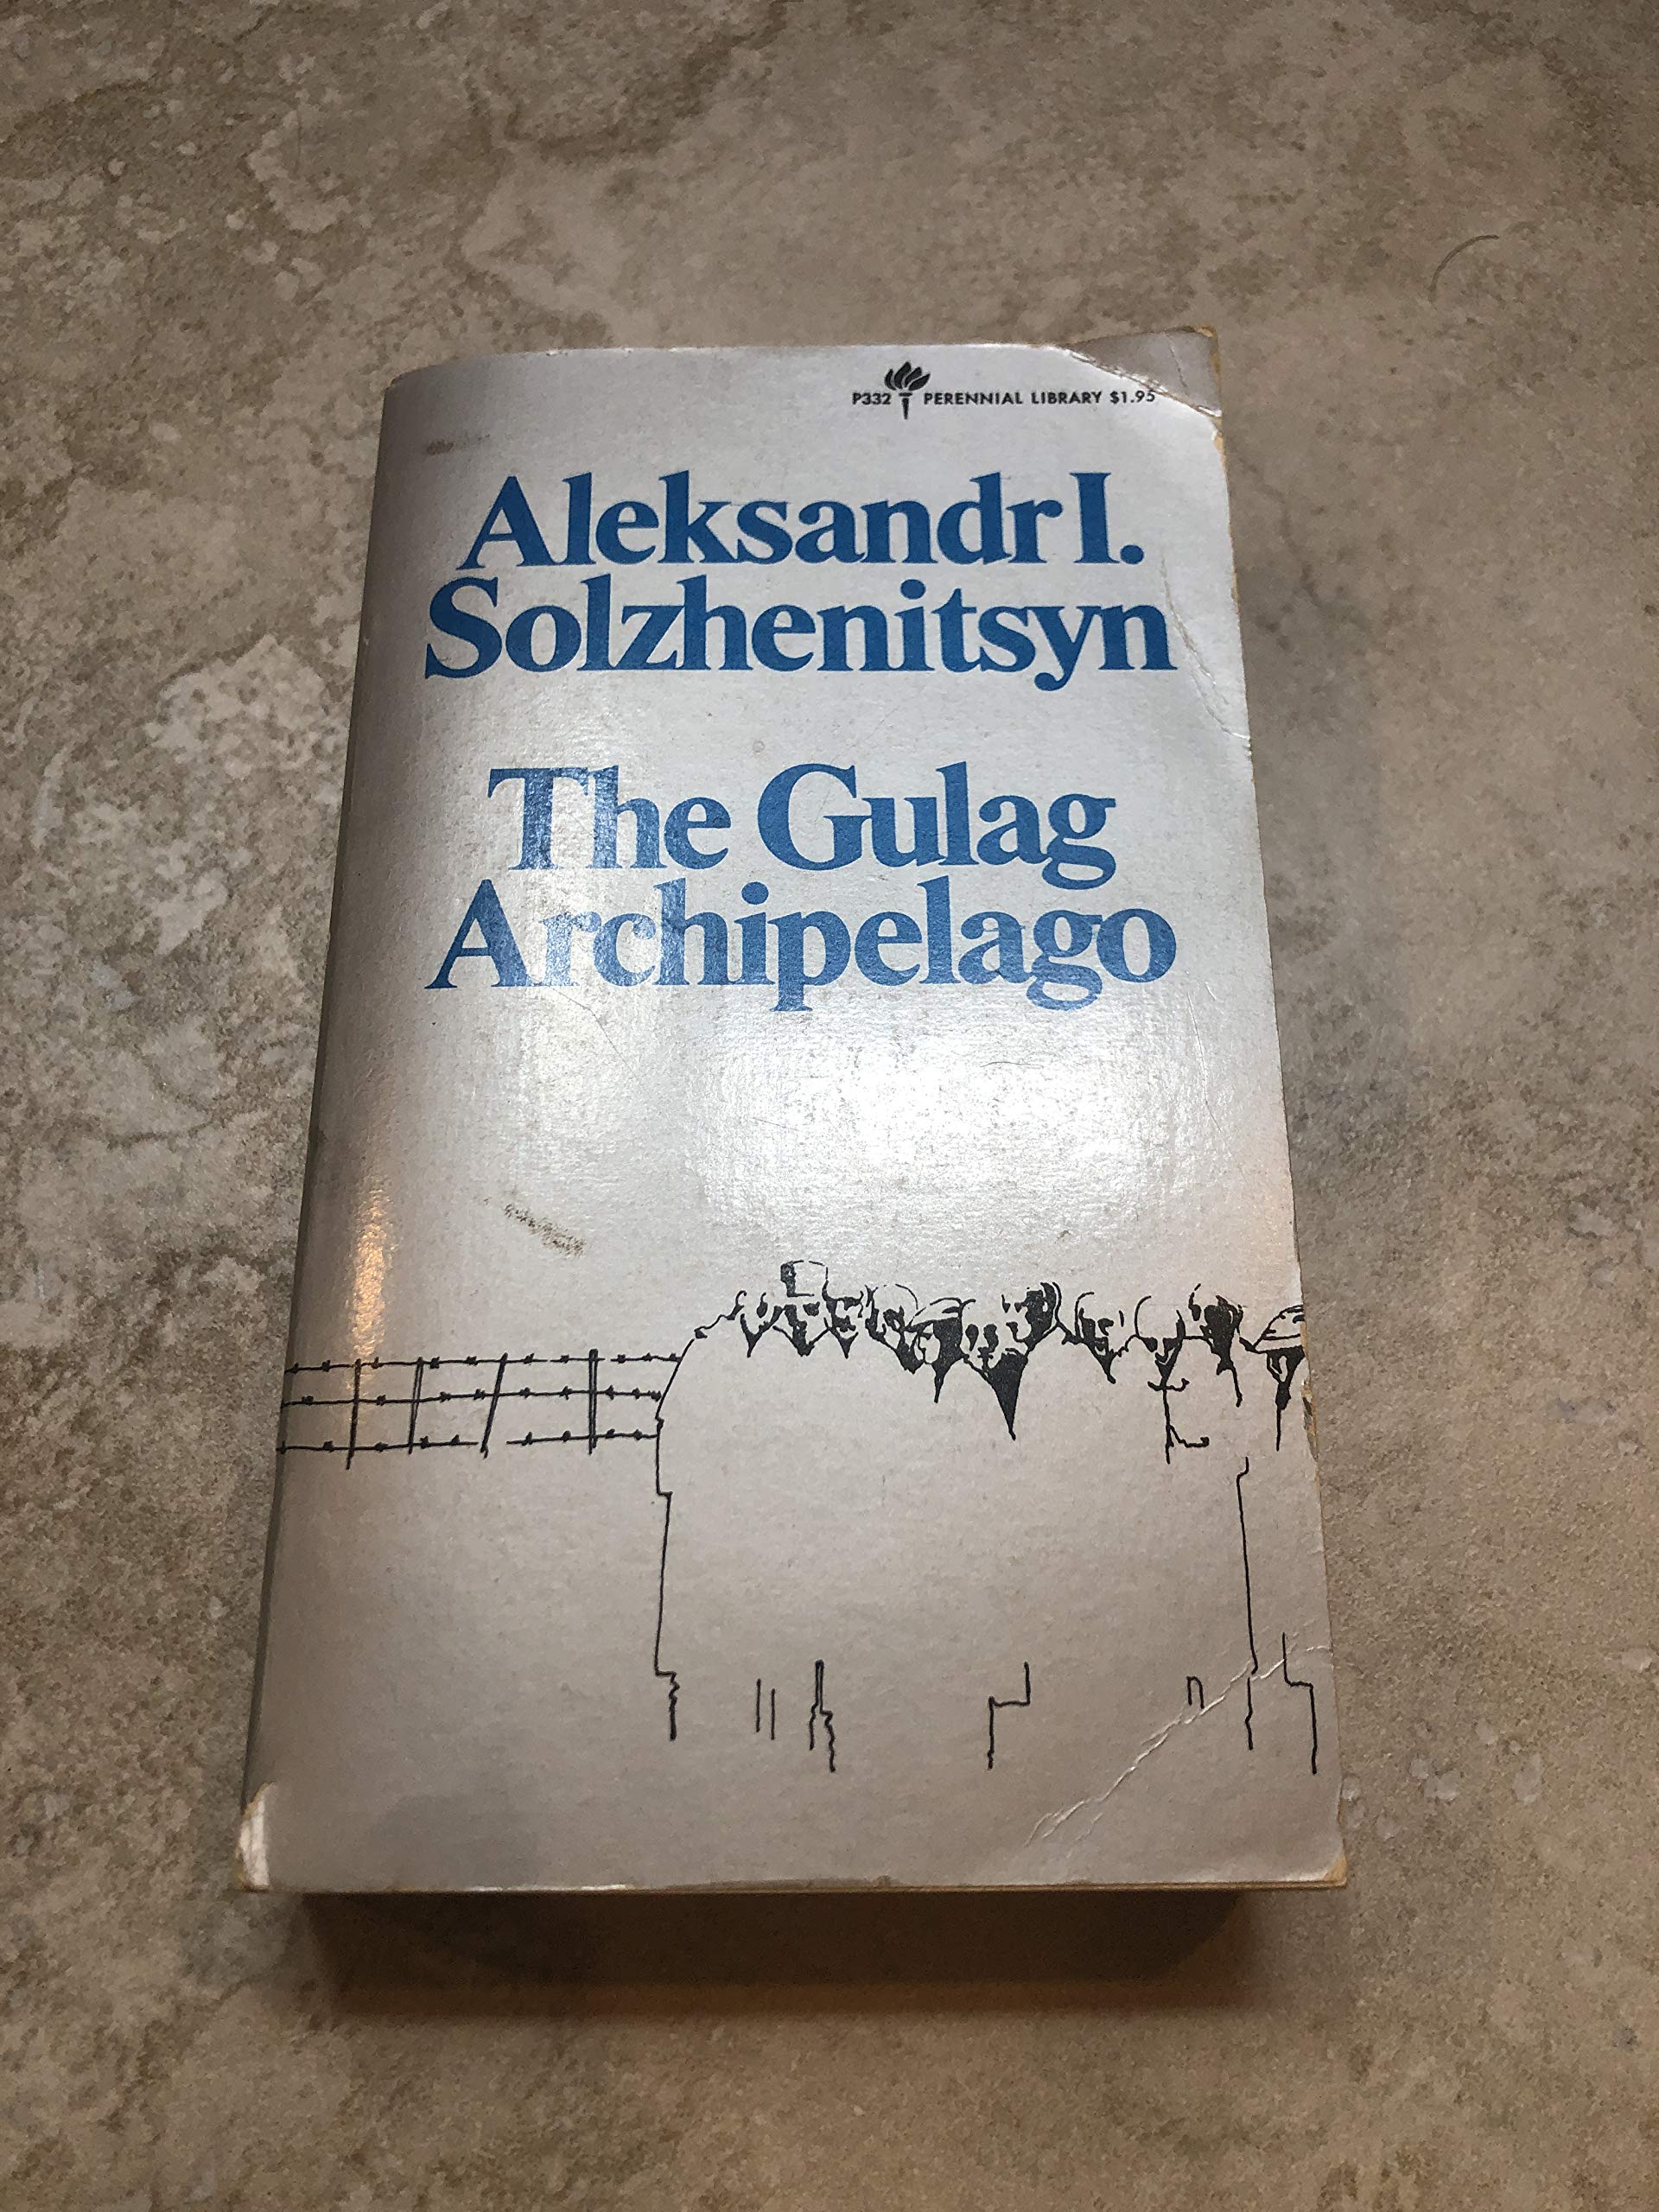 P332 PERENNIAL LIBRARY $1.95
Aleksandr I.
Solzhenitsyn
The Gulag
Archipelago